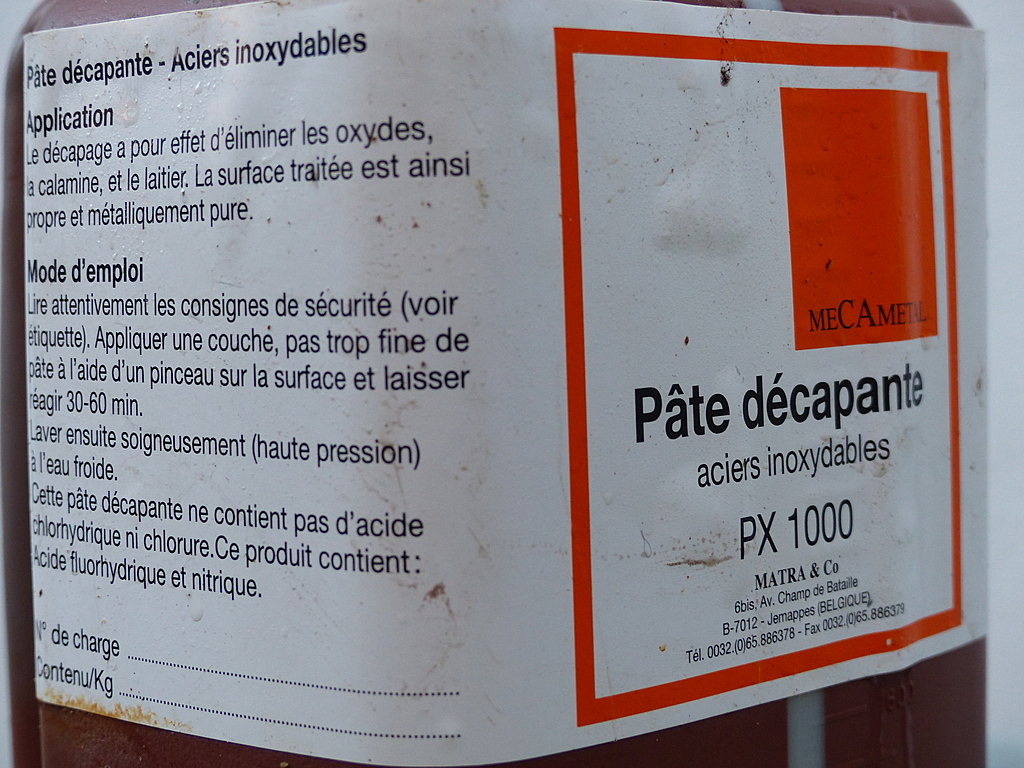 Pâte décapante - Aciers inoxydables
Application
Le décapage a pour effet d'éliminer les oxydes,
la calamine, et le laitier. La surface traitée est ainsi
propre et métalliquement pure.
Mode d'emploi
Lire attentivement les consignes de sécurité (voir
étiquette). Appliquer une couche, pas trop fine de
pâte à l'aide d'un pinceau sur la surface et laisser
réagir 30-60 min.
Laver ensuite soigneusement (haute pression)
à l'eau froide.
Cette pâte décapante ne contient pas d'acide
chlorhydrique ni chlorure.Ce produit contient :
Acide fluorhydrique et nitrique.
N° de charge
Contenu/Kg
MECAMETAL
Pâte décapante
aciers inoxydables
PX 1000
MATRA & Co
6bis, Av. Champ de Bataille
B-7012 - Jemappes (BELGIQUE)
Tél. 0032.(0)65.886378 - Fax 0032.(0)65.886379